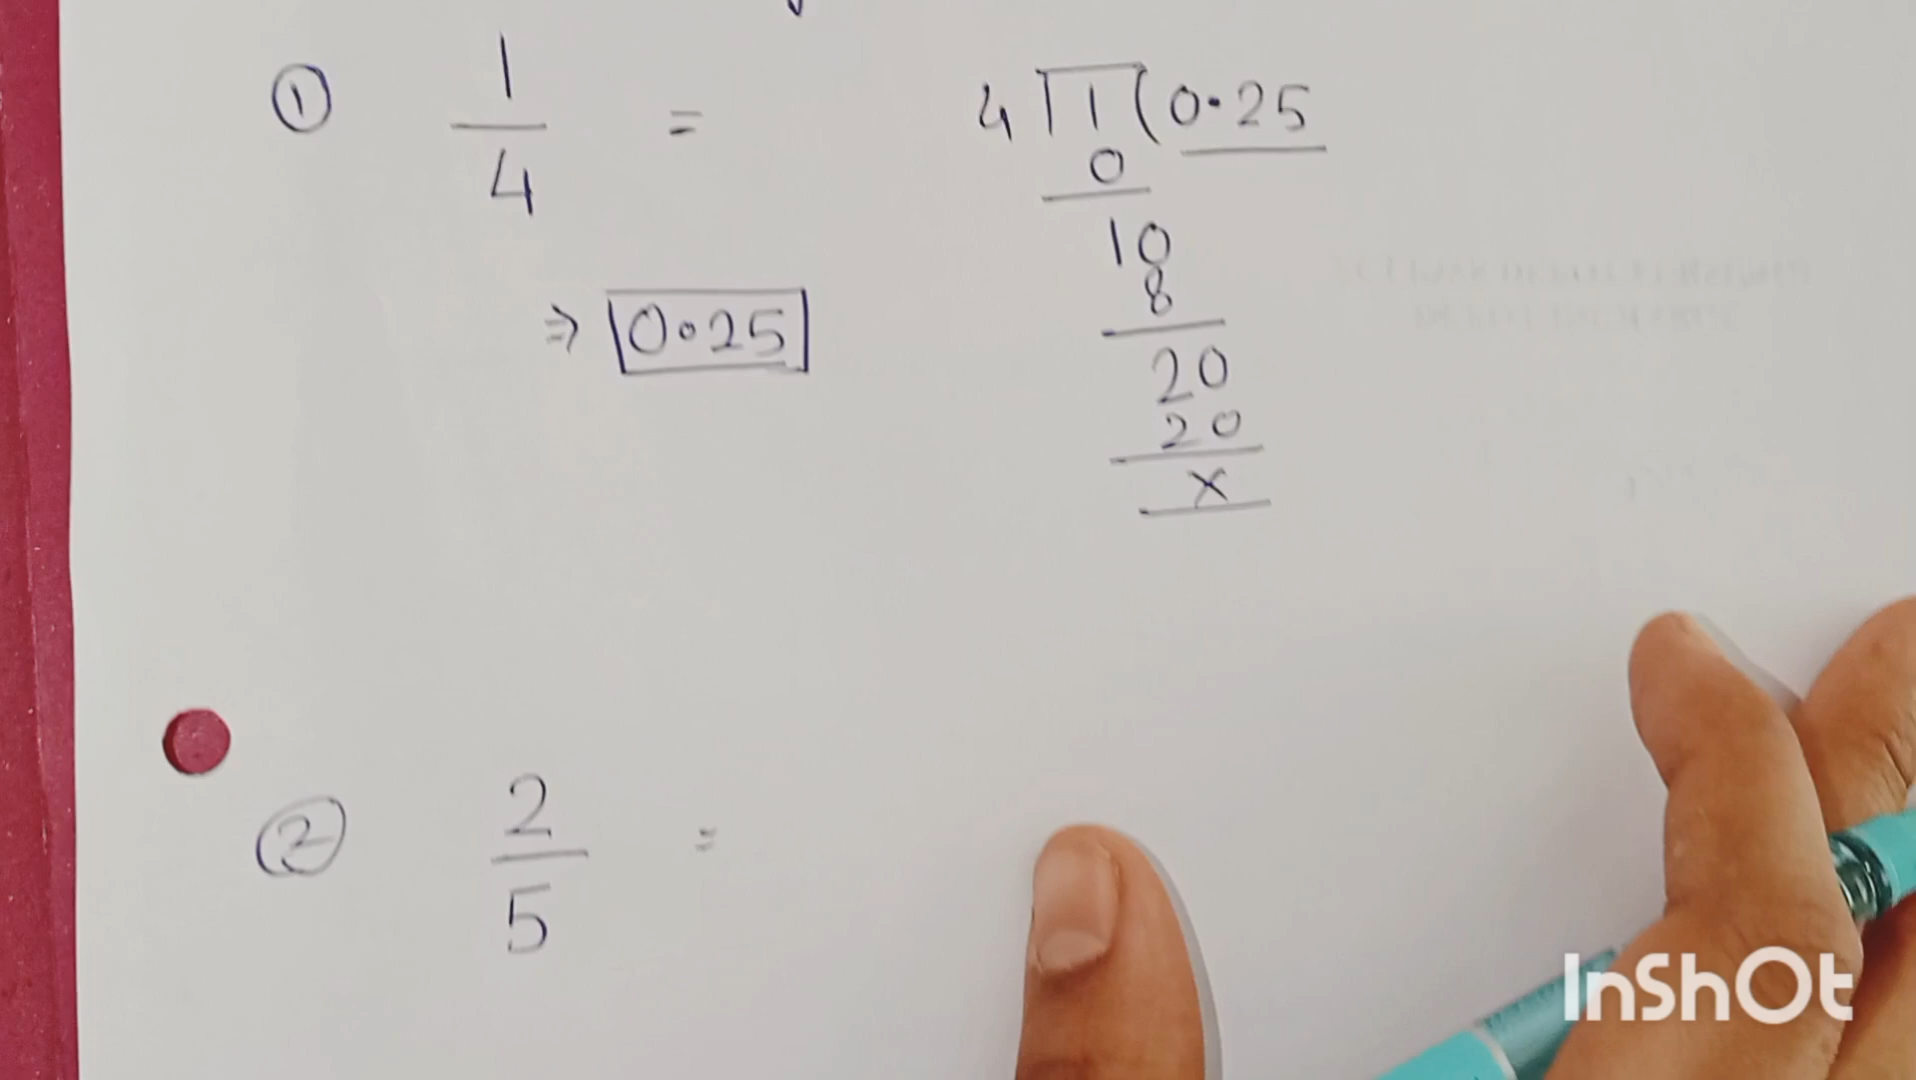 ① 1/4 = 4 | 1 ( 0.25
0
10
8
⇒ 0.25
20
20
x
② 2/5 =
InShOt